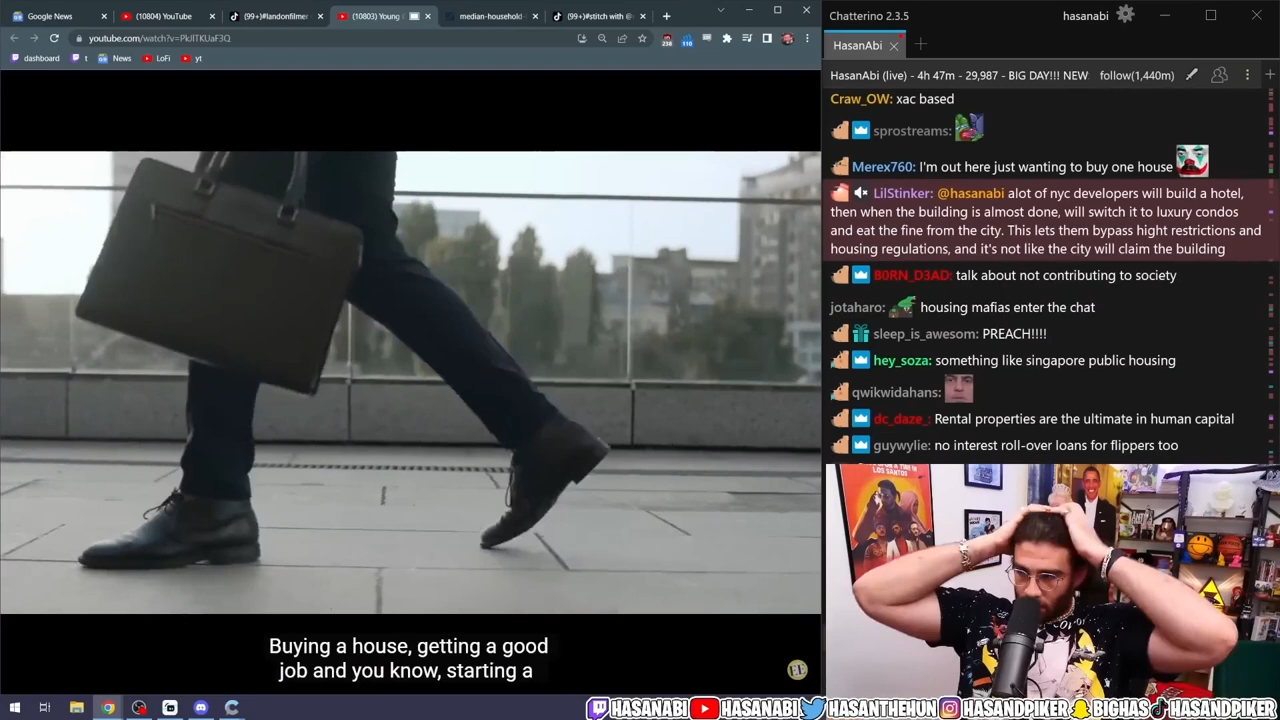 Google News
(10804) YouTube
(99+)#landonfilmer
(10803) Young
median-household-
(99+)#stitch with @
youtube.com/watch?v=PkJlTKUaF3Q
238
110
dashboard
t
News
LoFi
yt
Buying a house, getting a good
job and you know, starting a
EE
Chatterino 2.3.5
hasanabi
HasanAbi
HasanAbi (live) - 4h 47m - 29,987 - BIG DAY!!! NEW
follow(1,440m)
Craw_OW: xac based
sprostreams:
Merex760: I'm out here just wanting to buy one house
LilStinker: @hasanabi alot of nyc developers will build a hotel,
then when the building is almost done, will switch it to luxury condos
and eat the fine from the city. This lets them bypass hight restrictions and
housing regulations, and it's not like the city will claim the building
B0RN_D3AD: talk about not contributing to society
jotaharo: housing mafias enter the chat
sleep_is_awesom: PREACH!!!!
hey_soza: something like singapore public housing
qwikwidahans:
dc_daze_: Rental properties are the ultimate in human capital
guywylie: no interest roll-over loans for flippers too
LOS SANTOS
HASANABI
HASANABI
HASANTHEHUN
HASANDPIKER
BIGHAS
HASANDPIKER